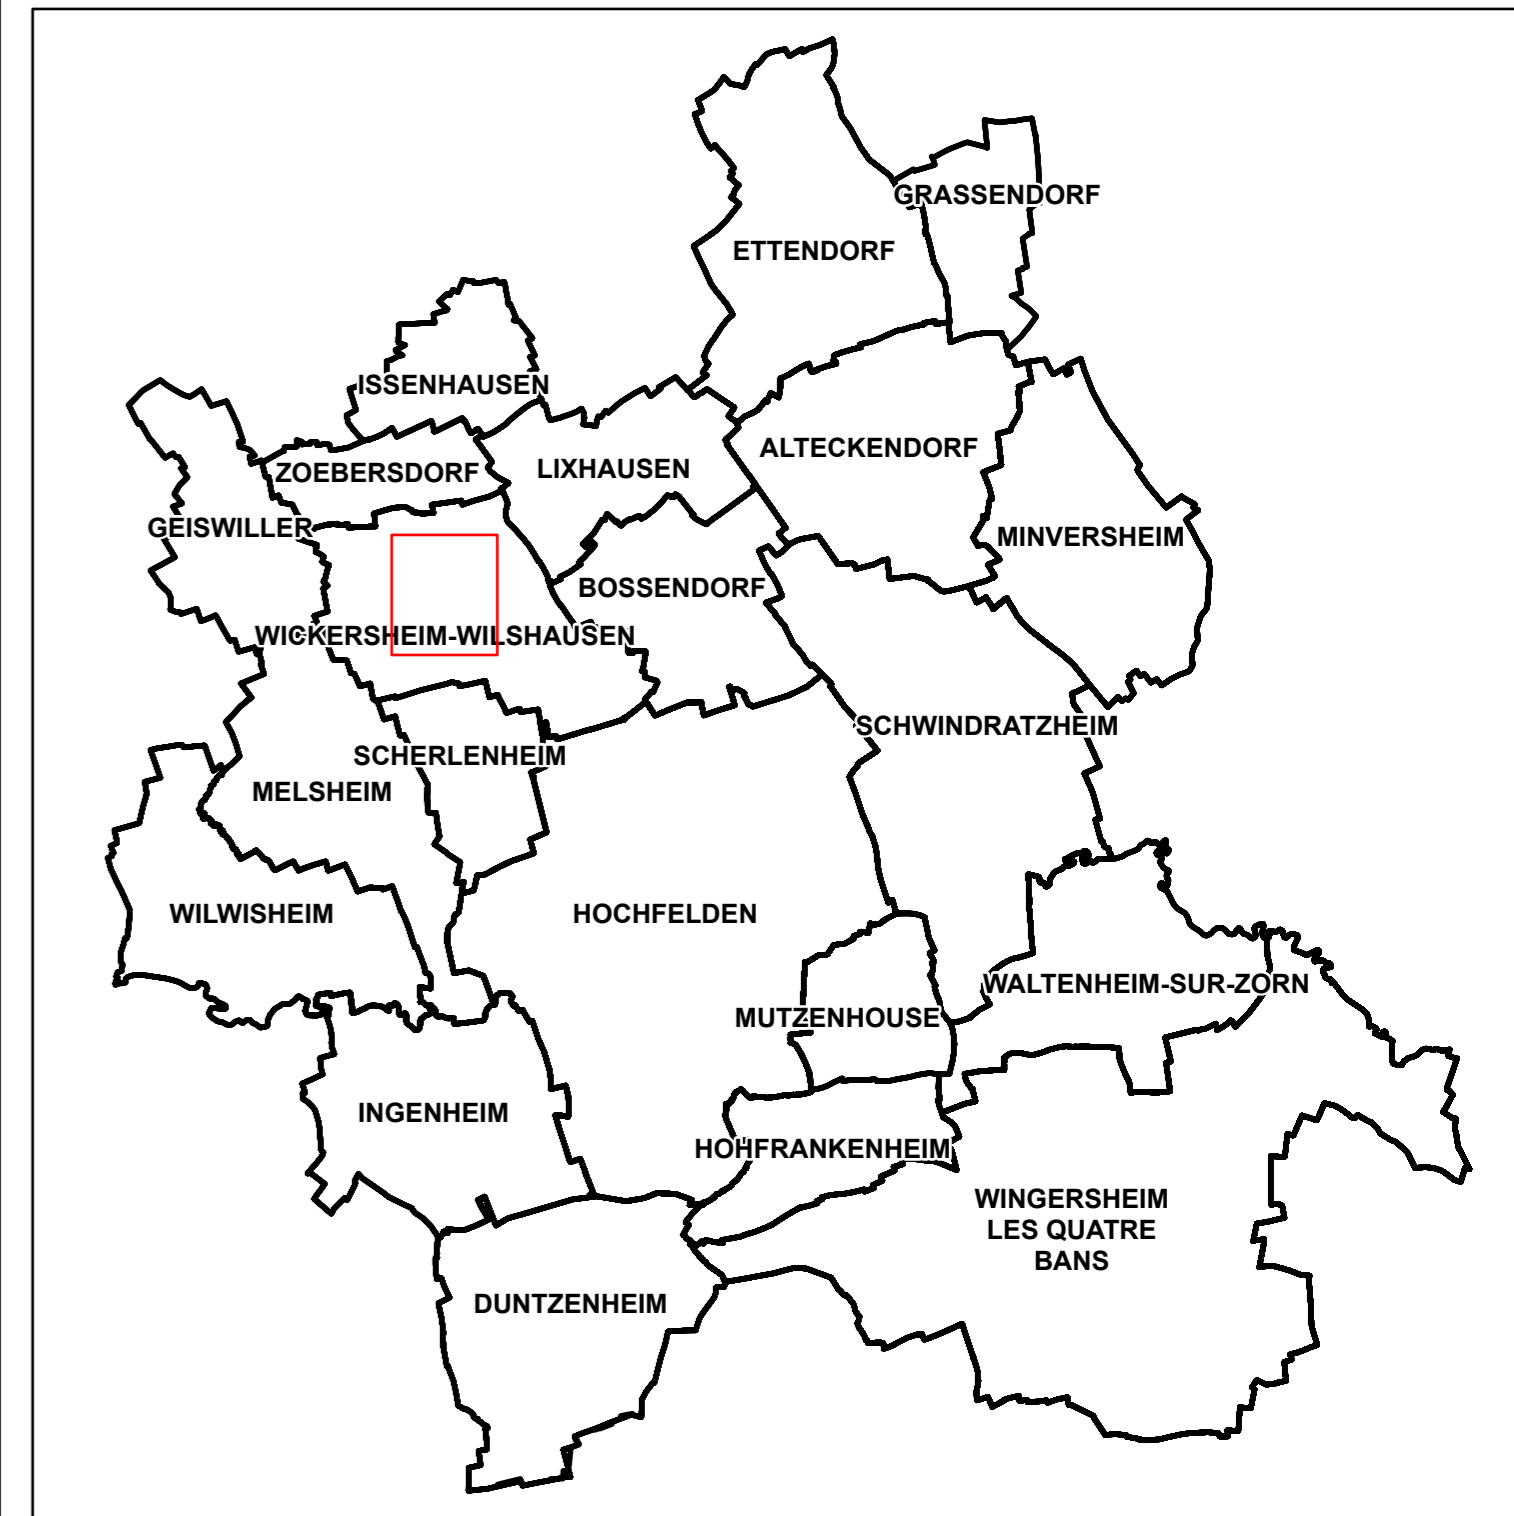 GRASSENDORF
ETTENDORF
ISSENHAUSEN
ALTECKENDORF
LIXHAUSEN
ZOEBERSDORF
GEISWILLER
MINVERSHEIM
BOSSENDORF
WICKERSHEIM-WILSHAUSEN
SCHWINDRATZHEIM
SCHERLENHEIM
MELSHEIM
WILWISHEIM
HOCHFELDEN
WALTENHEIM-SUR-ZORN
MUTZENHOUSE
INGENHEIM
HOHFRANKENHEIM
WINGERSHEIM
LES QUATRE
BANS
DUNTZENHEIM